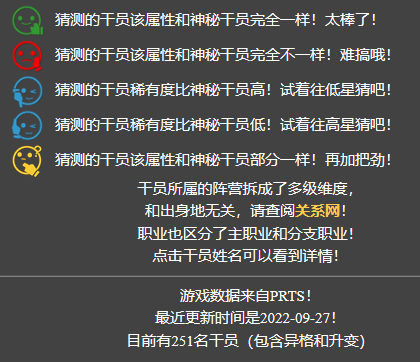 猜测的干员该属性和神秘干员完全一样！太棒了！
猜测的干员该属性和神秘干员完全不一样！难搞哦！
猜测的干员稀有度比神秘干员高！试着往低星猜吧！
猜测的干员稀有度比神秘干员低！试着往高星猜吧！
猜测的干员该属性和神秘干员部分一样！再加把劲！
干员所属的阵营拆成了多级维度，
和出身地无关，请查阅关系网！
职业也区分了主职业和分支职业！
点击干员姓名可以看到详情！
游戏数据来自PRTS！
最近更新时间是2022-09-27！
目前有251名干员（包含异格和升变）